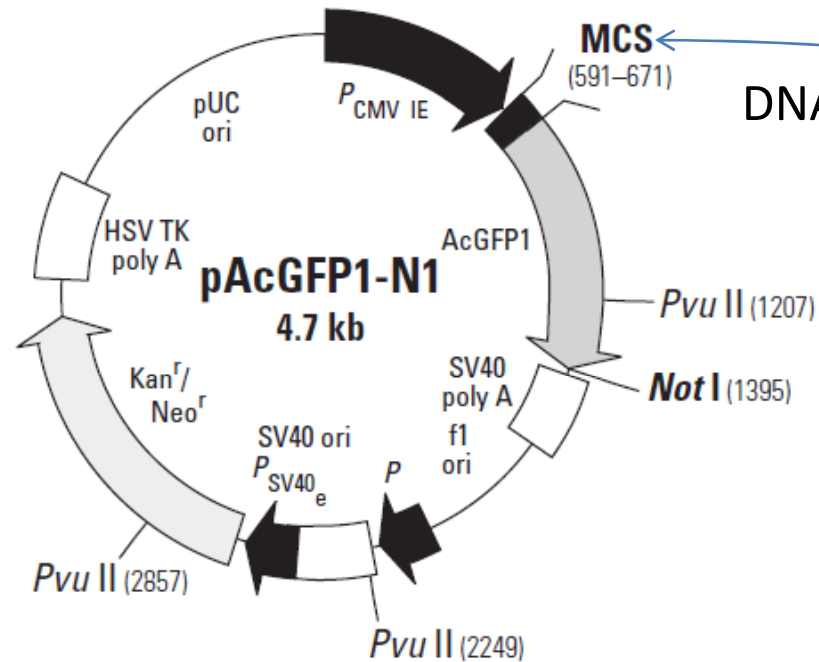 MCS
(591–671)
DNA
pUC
ori
P CMV IE
HSV TK
poly A
AcGFP1
pAcGFP1-N1
4.7 kb
Pvu II (1207)
Not I (1395)
SV40
poly A
f1
ori
Kanr/
Neor
SV40 ori
PSV40e
P
Pvu II (2857)
Pvu II (2249)